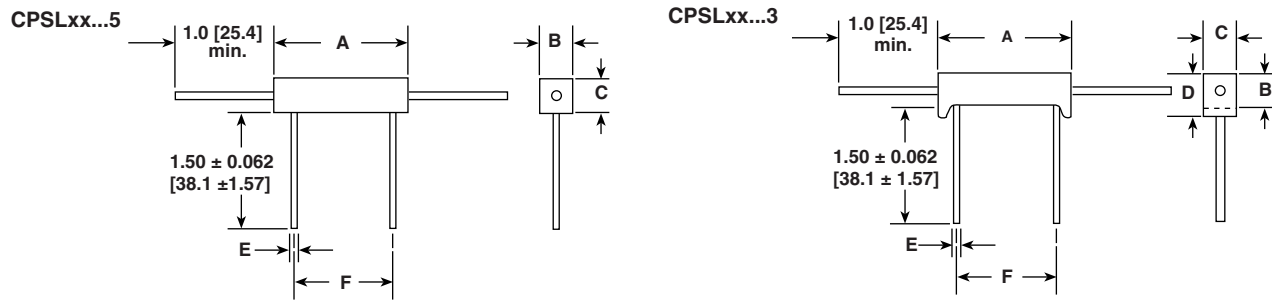 CPSLxx...5
1.0 [25.4]
min.
A
B
C
1.50 ± 0.062
[38.1 ±1.57]
E
F
CPSLxx...3
1.0 [25.4]
min.
A
C
D
B
1.50 ± 0.062
[38.1 ± 1.57]
E
F